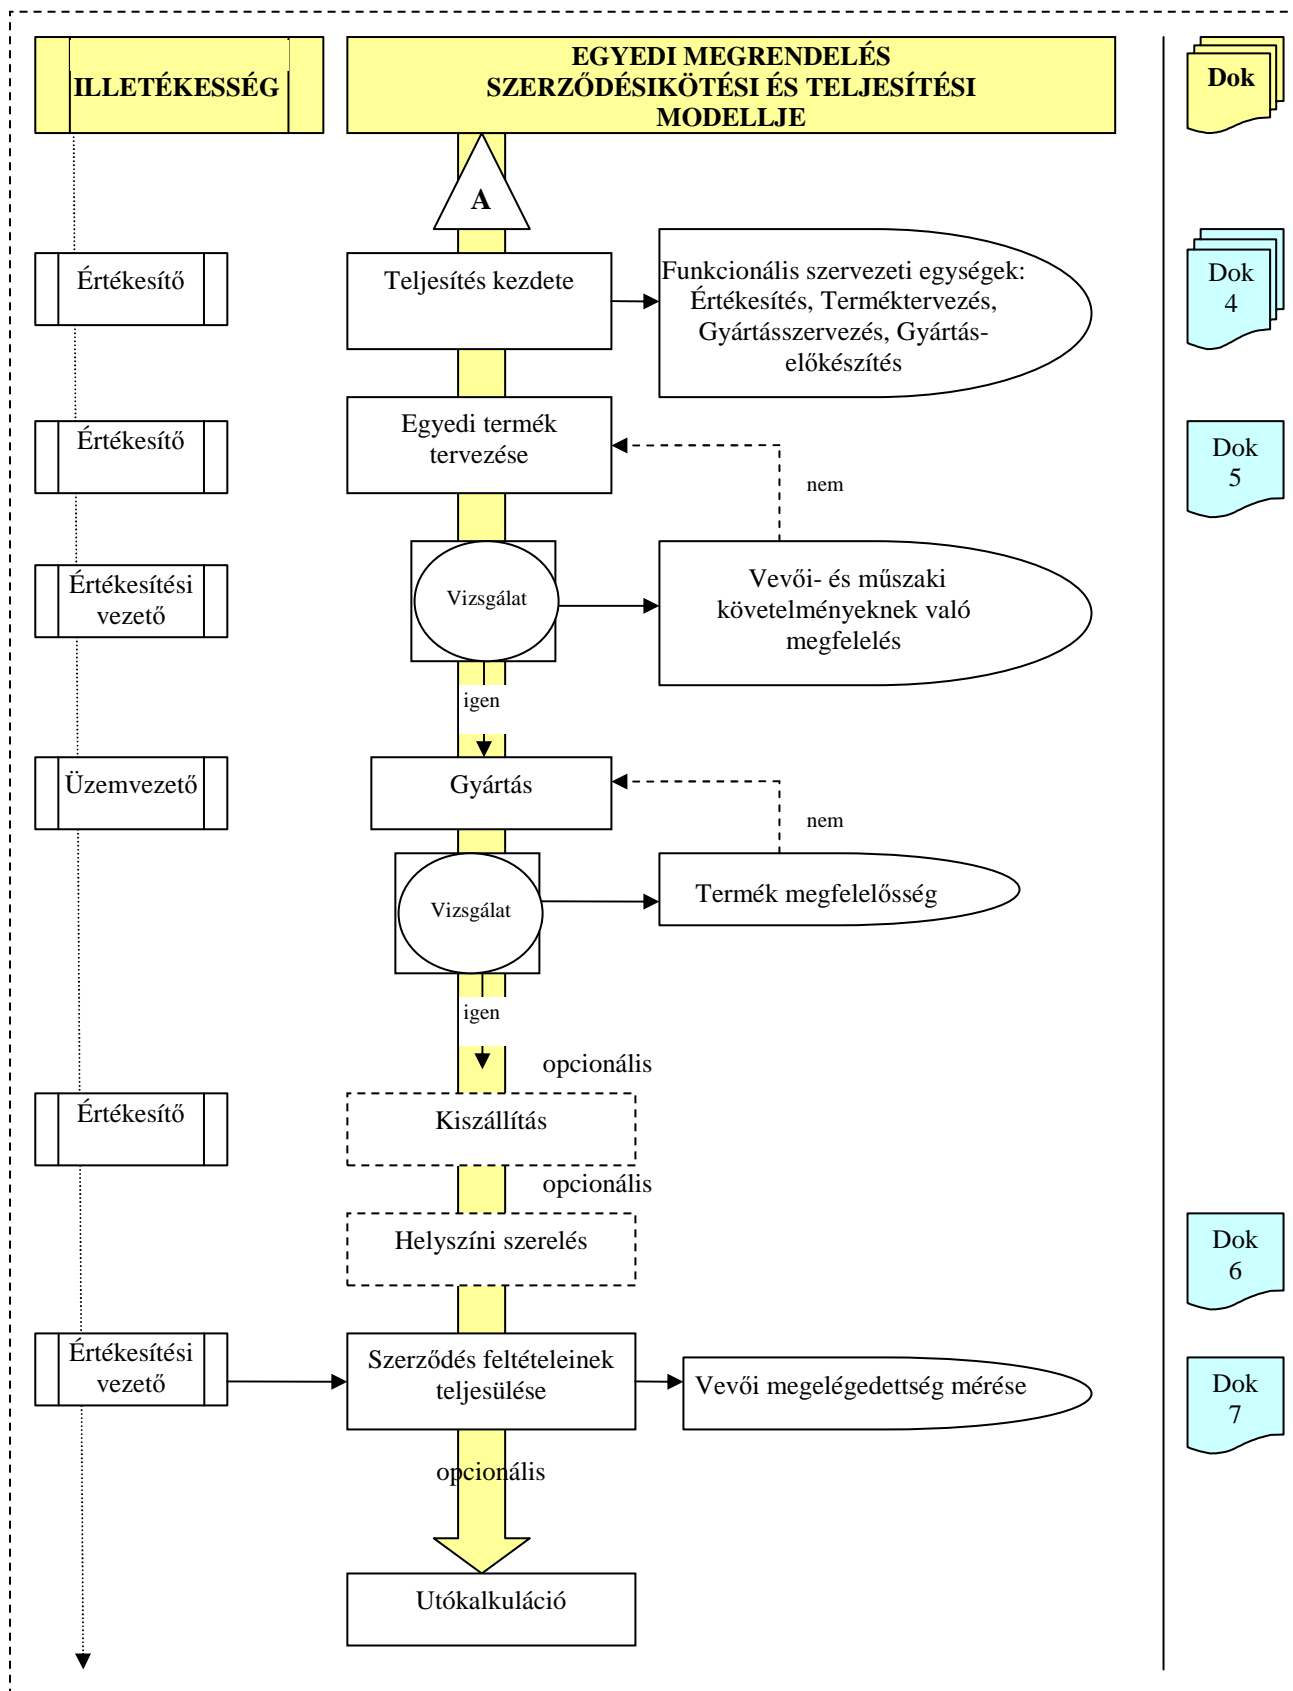 ILLETÉKESSÉG
EGYEDI MEGRENDELÉS
SZERZŐDÉSIKÖTÉSI ÉS TELJESÍTÉSI
MODELLJE
Dok
A
Értékesítő
Teljesítés kezdete
Funkcionális szervezeti egységek:
Értékesítés, Terméktervezés,
Gyártásszervezés, Gyártás-
előkészítés
Dok
4
Értékesítő
Egyedi termék
tervezése
nem
Dok
5
Értékesítési
vezető
Vizsgálat
Vevői- és műszaki
követelményeknek való
megfelelés
igen
Üzemvezető
Gyártás
nem
Vizsgálat
Termék megfelelősség
igen
opcionális
Értékesítő
Kiszállítás
opcionális
Helyszíni szerelés
Dok
6
Értékesítési
vezető
Szerződés feltételeinek
teljesülése
Vevői megelégedettség mérése
Dok
7
opcionális
Utókalkuláció